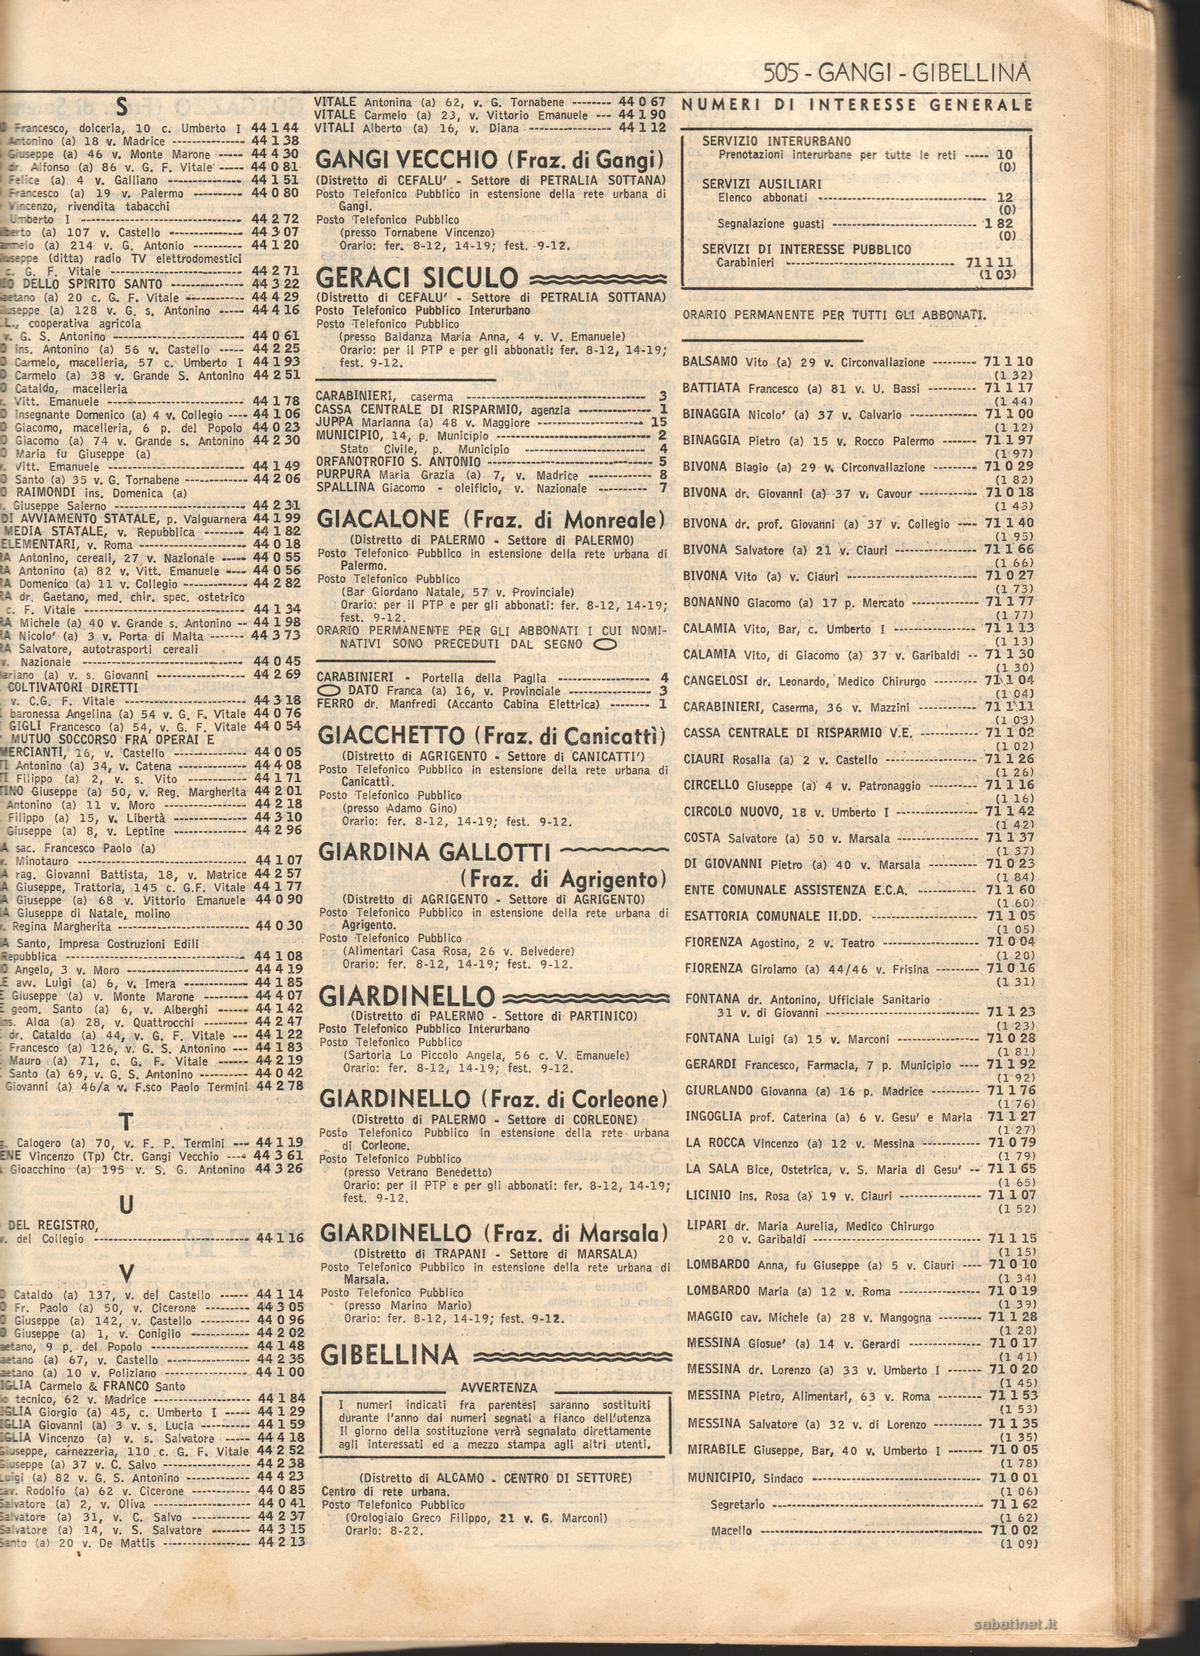 505 - GANGI - GIBELLINA
S
Francesco, dolceria, 10 c. Umberto I 44 1 44
Antonino (a) 18 v. Madrice 44 1 38
Giuseppe (a) 46 v. Monte Marone 44 4 30
dr. Alfonso (a) 86 v. G. F. Vitale 44 0 81
Felice (a) 4 v. Galliano 44 1 51
Francesco (a) 19 v. Palermo 44 0 80
Vincenzo, rivendita tabacchi
Umberto I 44 2 72
(a) 107 v. Castello 44 3 07
(a) 214 v. G. Antonio 44 1 20
(ditta) radio TV elettrodomestici
c. G. F. Vitale 44 2 71
DELLO SPIRITO SANTO 44 3 22
(a) 20 c. G. F. Vitale 44 4 29
(a) 128 v. G. s. Antonino 44 4 16
cooperativa agricola
v. G. S. Antonino 44 0 61
ins. Antonino (a) 56 v. Castello 44 2 25
Carmelo, macelleria, 57 c. Umberto I 44 1 93
Carmelo (a) 38 v. Grande S. Antonino 44 2 51
Cataldo, macelleria
Vitt. Emanuele 44 1 78
Insegnante Domenico (a) 4 v. Collegio 44 1 06
Giacomo, macelleria, 6 p. del Popolo 44 0 23
Giacomo (a) 74 v. Grande s. Antonino 44 2 30
Maria fu Giuseppe (a)
Vitt. Emanuele 44 1 49
Santo (a) 35 v. G. Tornabene 44 2 06
RAIMONDI ins. Domenica (a)
Giuseppe Salerno 44 2 31
DI AVVIAMENTO STATALE, p. Valguarnera 44 1 99
MEDIA STATALE, v. Repubblica 44 1 82
ELEMENTARI, v. Roma 44 0 18
Antonino, cereali, 27 v. Nazionale 44 0 55
Antonino (a) 82 v. Vitt. Emanuele 44 0 56
Domenico (a) 11 v. Collegio 44 2 82
dr. Gaetano, med. chir. spec. ostetrico
c. F. Vitale 44 1 34
Michele (a) 40 v. Grande s. Antonino 44 1 98
Nicolo' (a) 3 v. Porta di Malta 44 3 73
Salvatore, autotrasporti cereali
v. Nazionale 44 0 45
(a) v. s. Giovanni 44 2 69
COLTIVATORI DIRETTI
v. C.G. F. Vitale 44 3 18
baronessa Angelina (a) 54 v. G. F. Vitale 44 0 76
GIGLI Francesco (a) 54, v. G. F. Vitale 44 0 54
MUTUO SOCCORSO FRA OPERAI E
MERCIANTI, 16, v. Castello 44 0 05
Antonino (a) 34, v. Catena 44 4 08
Filippo (a) 2, v. s. Vito 44 1 71
Giuseppe (a) 50, v. Reg. Margherita 44 2 01
Antonino (a) 11 v. Moro 44 2 18
Filippo (a) 15, v. Libertà 44 3 10
Giuseppe (a) 8, v. Leptine 44 2 96
sac. Francesco Paolo (a)
Minotauro 44 1 07
rag. Giovanni Battista, 18, v. Matrice 44 2 57
Giuseppe, Trattoria, 145 c. G.F. Vitale 44 1 77
Giuseppe (a) 68 v. Vittorio Emanuele 44 0 90
Giuseppe di Natale, molino
Regina Margherita 44 0 30
Santo, Impresa Costruzioni Edili
Repubblica 44 1 08
Angelo, 3 v. Moro 44 4 19
avv. Luigi (a) 6, v. Imera 44 1 85
Giuseppe (a) v. Monte Marone 44 4 07
geom. Santo (a) 6, v. Alberghi 44 1 42
ins. Alda (a) 28, v. Quattrocchi 44 2 47
dr. Cataldo (a) 44, v. G. F. Vitale 44 1 22
Francesco (a) 126, v. G. S. Antonino 44 1 83
Mauro (a) 71, c. G. F. Vitale 44 2 19
Santo (a) 69, v. G. S. Antonino 44 0 42
Giovanni (a) 46/a v. F.sco Paolo Termini 44 2 78
T
Calogero (a) 70, v. F. P. Termini 44 1 19
Vincenzo (Tp) Ctr. Gangi Vecchio 44 3 61
Gioacchino (a) 195 v. S. G. Antonino 44 3 26
U
DEL REGISTRO,
v. del Collegio 44 1 16
V
Cataldo (a) 137, v. del Castello 44 1 14
Fr. Paolo (a) 50, v. Cicerone 44 3 05
Giuseppe (a) 142, v. Castello 44 0 96
Giuseppe (a) 1, v. Coniglio 44 2 02
9 p. del Popolo 44 1 48
(a) 67, v. Castello 44 2 35
(a) 10 v. Poliziano 44 1 00
Carmelo & FRANCO Santo
tecnico, 62 v. Madrice 44 1 84
Giorgio (a) 45, c. Umberto I 44 1 29
Giovanni (a) 3 v. s. Lucia 44 1 59
Vincenzo (a) v. s. Salvatore 44 4 18
Giuseppe, carnezzeria, 110 c. G. F. Vitale 44 2 52
Giuseppe (a) 37 v. C. Salvo 44 2 38
Luigi (a) 82 v. G. S. Antonino 44 4 23
cav. Rodolfo (a) 62 v. Cicerone 44 0 85
Salvatore (a) 2, v. Oliva 44 0 41
Salvatore (a) 31, v. C. Salvo 44 2 37
Salvatore (a) 14, v. S. Salvatore 44 3 15
Santo (a) 20 v. De Mattis 44 2 13
VITALE Antonina (a) 62, v. G. Tornabene 44 0 67
VITALE Carmelo (a) 23, v. Vittorio Emanuele 44 1 90
VITALI Alberto (a) 16, v. Diana 44 1 12
GANGI VECCHIO (Fraz. di Gangi)
(Distretto di CEFALU' - Settore di PETRALIA SOTTANA)
Posto Telefonico Pubblico in estensione della rete urbana di
Gangi.
Posto Telefonico Pubblico
(presso Tornabene Vincenzo)
Orario: fer. 8-12, 14-19; fest. 9-12.
GERACI SICULO
(Distretto di CEFALU' - Settore di PETRALIA SOTTANA)
Posto Telefonico Pubblico Interurbano
Posto Telefonico Pubblico
(presso Baldanza Maria Anna, 4 v. V. Emanuele)
Orario: per il PTP e per gli abbonati: fer. 8-12, 14-19;
fest. 9-12.
CARABINIERI, caserma 3
CASSA CENTRALE DI RISPARMIO, agenzia 1
JUPPA Marianna (a) 48 v. Maggiore 15
MUNICIPIO, 14, p. Municipio 2
Stato Civile, p. Municipio 4
ORFANOTROFIO S. ANTONIO 5
PURPURA Maria Grazia (a) 7, v. Madrice 8
SPALLINA Giacomo - oleificio, v. Nazionale 7
GIACALONE (Fraz. di Monreale)
(Distretto di PALERMO - Settore di PALERMO)
Posto Telefonico Pubblico in estensione della rete urbana di
Palermo.
Posto Telefonico Pubblico
(Bar Giordano Natale, 57 v. Provinciale)
Orario: per il PTP e per gli abbonati: fer. 8-12, 14-19;
fest. 9-12.
ORARIO PERMANENTE PER GLI ABBONATI I CUI NOMI-
NATIVI SONO PRECEDUTI DAL SEGNO
CARABINIERI - Portella della Paglia 4
DATO Franca (a) 16, v. Provinciale 3
FERRO dr. Manfredi (Accanto Cabina Elettrica) 1
GIACCHETTO (Fraz. di Canicattì)
(Distretto di AGRIGENTO - Settore di CANICATTI')
Posto Telefonico Pubblico in estensione della rete urbana di
Canicattì.
Posto Telefonico Pubblico
(presso Adamo Gino)
Orario: fer. 8-12, 14-19; fest. 9-12.
GIARDINA GALLOTTI
(Fraz. di Agrigento)
(Distretto di AGRIGENTO - Settore di AGRIGENTO)
Posto Telefonico Pubblico in estensione della rete urbana di
Agrigento.
Posto Telefonico Pubblico
(Alimentari Casa Rosa, 26 v. Belvedere)
Orario: fer. 8-12, 14-19; fest. 9-12.
GIARDINELLO
(Distretto di PALERMO - Settore di PARTINICO)
Posto Telefonico Pubblico Interurbano
Posto Telefonico Pubblico
(Sartoria Lo Piccolo Angela, 56 c. V. Emanuele)
Orario: fer. 8-12, 14-19; fest. 9-12.
GIARDINELLO (Fraz. di Corleone)
(Distretto di PALERMO - Settore di CORLEONE)
Posto Telefonico Pubblico in estensione della rete urbana
di Corleone.
Posto Telefonico Pubblico
(presso Vetrano Benedetto)
Orario: per il PTP e per gli abbonati: fer. 8-12, 14-19;
fest. 9-12.
GIARDINELLO (Fraz. di Marsala)
(Distretto di TRAPANI - Settore di MARSALA)
Posto Telefonico Pubblico in estensione della rete urbana di
Marsala.
Posto Telefonico Pubblico
(presso Marino Mario)
Orario: fer. 8-12, 14-19; fest. 9-12.
GIBELLINA
AVVERTENZA
I numeri indicati fra parentesi saranno sostituiti
durante l'anno dai numeri segnati a fianco dell'utenza
Il giorno della sostituzione verrà segnalato direttamente
agli interessati ed a mezzo stampa agli altri utenti.
(Distretto di ALCAMO - CENTRO DI SETTORE)
Centro di rete urbana.
Posto Telefonico Pubblico
(Orologiaio Greco Filippo, 21 v. G. Marconi)
Orario: 8-22.
NUMERI DI INTERESSE GENERALE
SERVIZIO INTERURBANO
Prenotazioni interurbane per tutte le reti 10
(0)
SERVIZI AUSILIARI
Elenco abbonati 12
(0)
Segnalazione guasti 1 82
(0)
SERVIZI DI INTERESSE PUBBLICO
Carabinieri 71 1 11
(1 03)
ORARIO PERMANENTE PER TUTTI GLI ABBONATI.
BALSAMO Vito (a) 29 v. Circonvallazione 71 1 10
(1 32)
BATTIATA Francesco (a) 81 v. U. Bassi 71 1 17
(1 44)
BINAGGIA Nicolo' (a) 37 v. Calvario 71 1 00
(1 12)
BINAGGIA Pietro (a) 15 v. Rocco Palermo 71 1 97
(1 97)
BIVONA Biagio (a) 29 v. Circonvallazione 71 0 29
(1 82)
BIVONA dr. Giovanni (a) 37 v. Cavour 71 0 18
(1 43)
BIVONA dr. prof. Giovanni (a) 37 v. Collegio 71 1 40
(1 95)
BIVONA Salvatore (a) 21 v. Ciauri 71 1 66
(1 66)
BIVONA Vito (a) v. Ciauri 71 0 27
(1 73)
BONANNO Giacomo (a) 17 p. Mercato 71 1 77
(1 77)
CALAMIA Vito, Bar, c. Umberto I 71 1 13
(1 13)
CALAMIA Vito, di Giacomo (a) 37 v. Garibaldi 71 1 30
(1 30)
CANGELOSI dr. Leonardo, Medico Chirurgo 71 1 04
(1 04)
CARABINIERI, Caserma, 36 v. Mazzini 71 1 11
(1 03)
CASSA CENTRALE DI RISPARMIO V.E. 71 1 02
(1 02)
CIAURI Rosalia (a) 2 v. Castello 71 1 26
(1 26)
CIRCELLO Giuseppe (a) 4 v. Patronaggio 71 1 16
(1 16)
CIRCOLO NUOVO, 18 v. Umberto I 71 1 42
(1 42)
COSTA Salvatore (a) 50 v. Marsala 71 1 37
(1 37)
DI GIOVANNI Pietro (a) 40 v. Marsala 71 0 23
(1 84)
ENTE COMUNALE ASSISTENZA E.C.A. 71 1 60
(1 60)
ESATTORIA COMUNALE II.DD. 71 1 05
(1 05)
FIORENZA Agostino, 2 v. Teatro 71 0 04
(1 20)
FIORENZA Girolamo (a) 44/46 v. Frisina 71 0 16
(1 31)
FONTANA dr. Antonino, Ufficiale Sanitario
31 v. di Giovanni 71 1 23
(1 23)
FONTANA Luigi (a) 15 v. Marconi 71 0 28
(1 81)
GERARDI Francesco, Farmacia, 7 p. Municipio 71 1 92
(1 92)
GIURLANDO Giovanna (a) 16 p. Madrice 71 1 76
(1 76)
INGOGLIA prof. Caterina (a) 6 v. Gesu' e Maria 71 1 27
(1 27)
LA ROCCA Vincenzo (a) 12 v. Messina 71 0 79
(1 79)
LA SALA Bice, Ostetrica, v. S. Maria di Gesu' 71 1 65
(1 65)
LICINIO ins. Rosa (a) 19 v. Ciauri 71 1 07
(1 52)
LIPARI dr. Maria Aurelia, Medico Chirurgo
20 v. Garibaldi 71 1 15
(1 15)
LOMBARDO Anna, fu Giuseppe (a) 5 v. Ciauri 71 0 10
(1 34)
LOMBARDO Maria (a) 12 v. Roma 71 0 19
(1 39)
MAGGIO cav. Michele (a) 28 v. Mangogna 71 1 28
(1 28)
MESSINA Giosue' (a) 14 v. Gerardi 71 0 17
(1 41)
MESSINA dr. Lorenzo (a) 33 v. Umberto I 71 0 20
(1 45)
MESSINA Pietro, Alimentari, 63 v. Roma 71 1 53
(1 53)
MESSINA Salvatore (a) 32 v. di Lorenzo 71 1 35
(1 35)
MIRABILE Giuseppe, Bar, 40 v. Umberto I 71 0 05
(1 78)
MUNICIPIO, Sindaco 71 0 01
(1 06)
Segretario 71 1 62
(1 62)
Macello 71 0 02
(1 09)
sabatinet.it